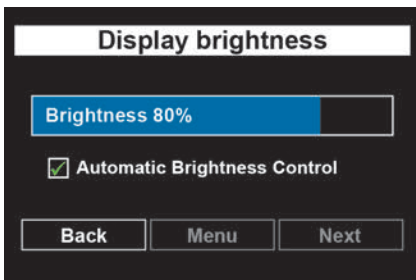 Display brightness
Brightness 80%
Automatic Brightness Control
Back Menu Next